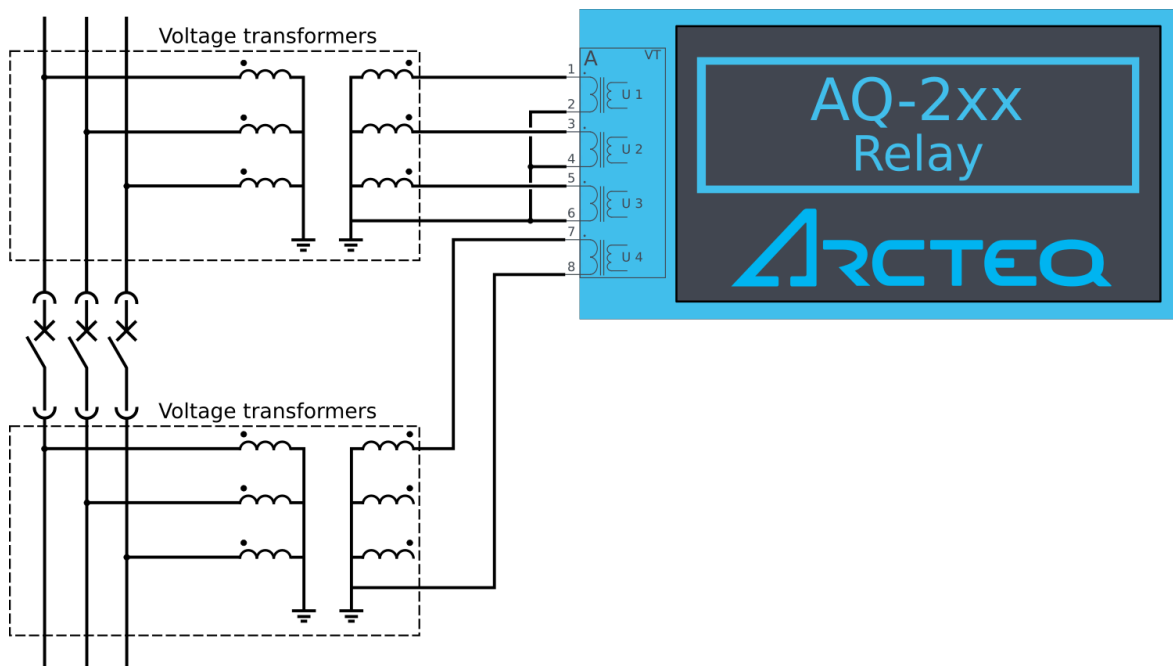 Voltage transformers
A VT
1
U 1
2
3
U 2
4
5
U 3
6
7
U 4
8
AQ-2xx
Relay
ARCTEQ
Voltage transformers